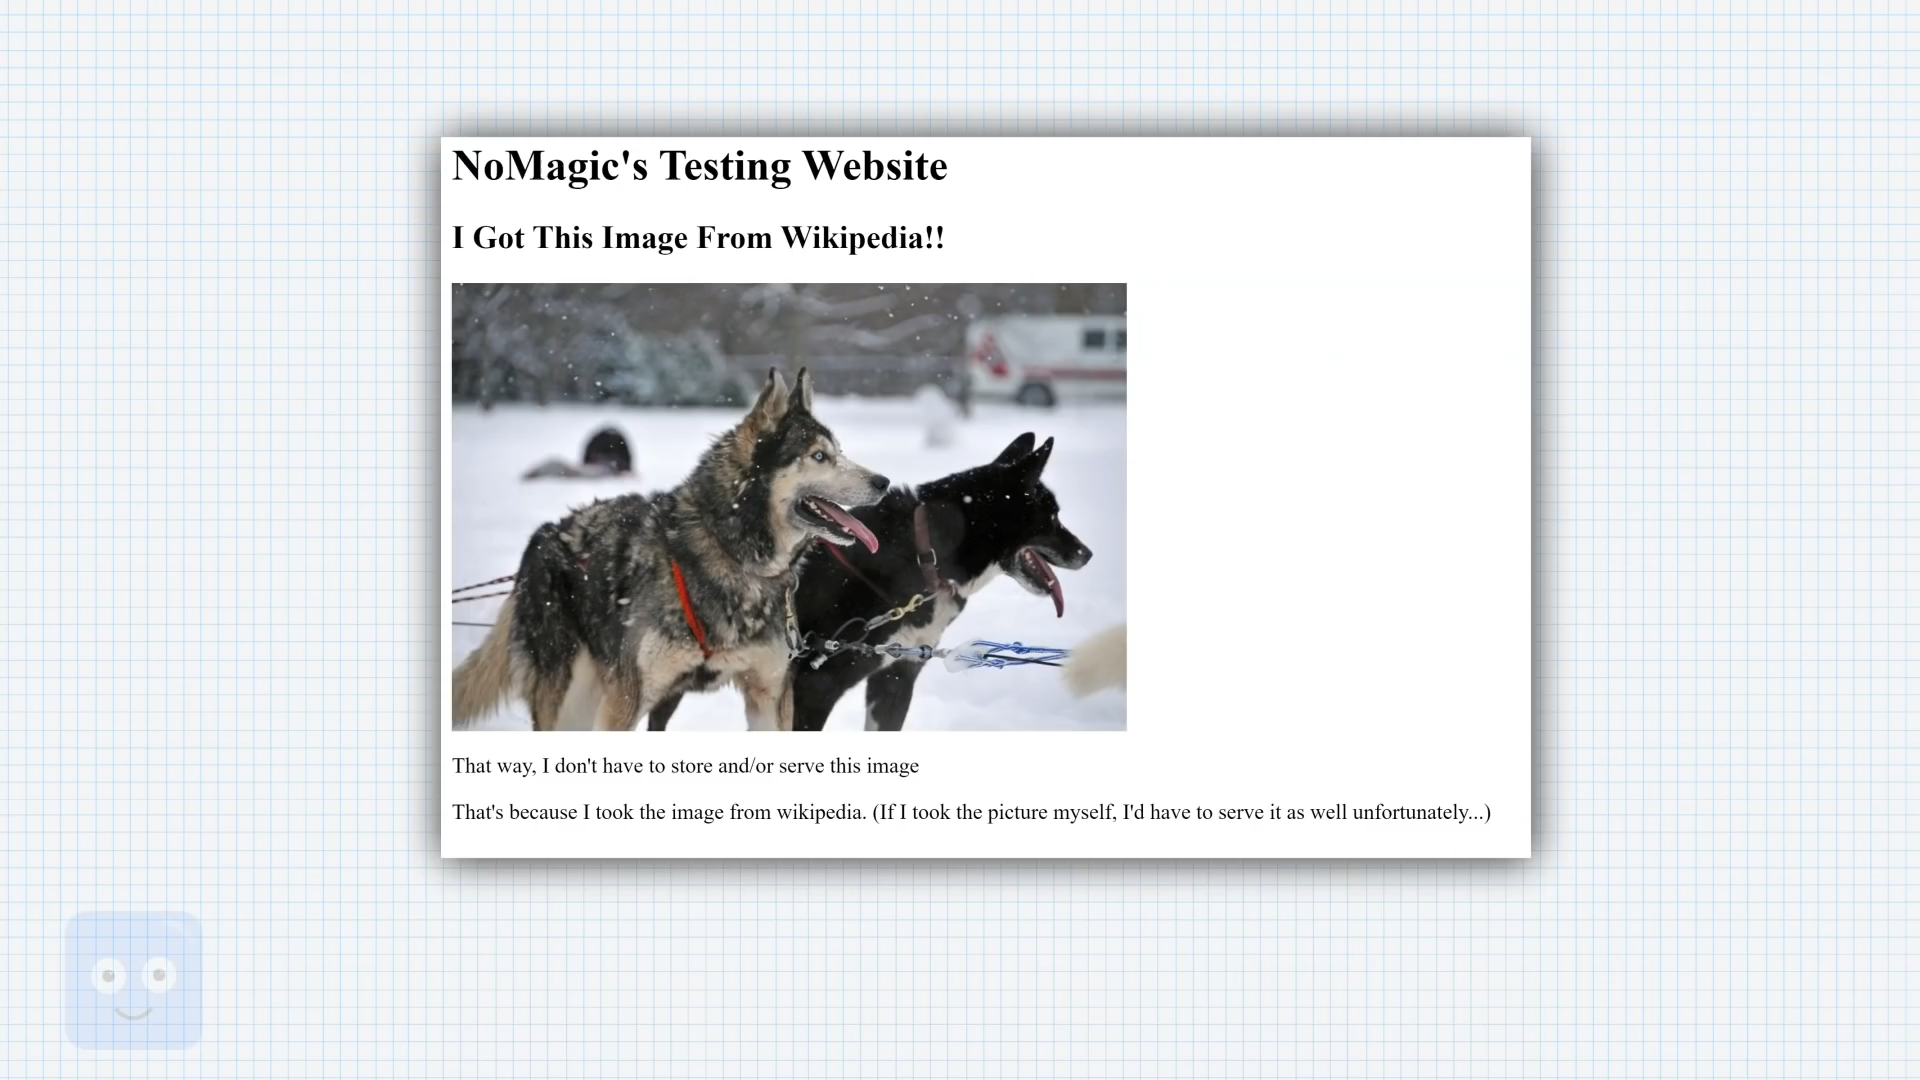 NoMagic's Testing Website
I Got This Image From Wikipedia!!
That way, I don't have to store and/or serve this image
That's because I took the image from wikipedia. (If I took the picture myself, I'd have to serve it as well unfortunately...)